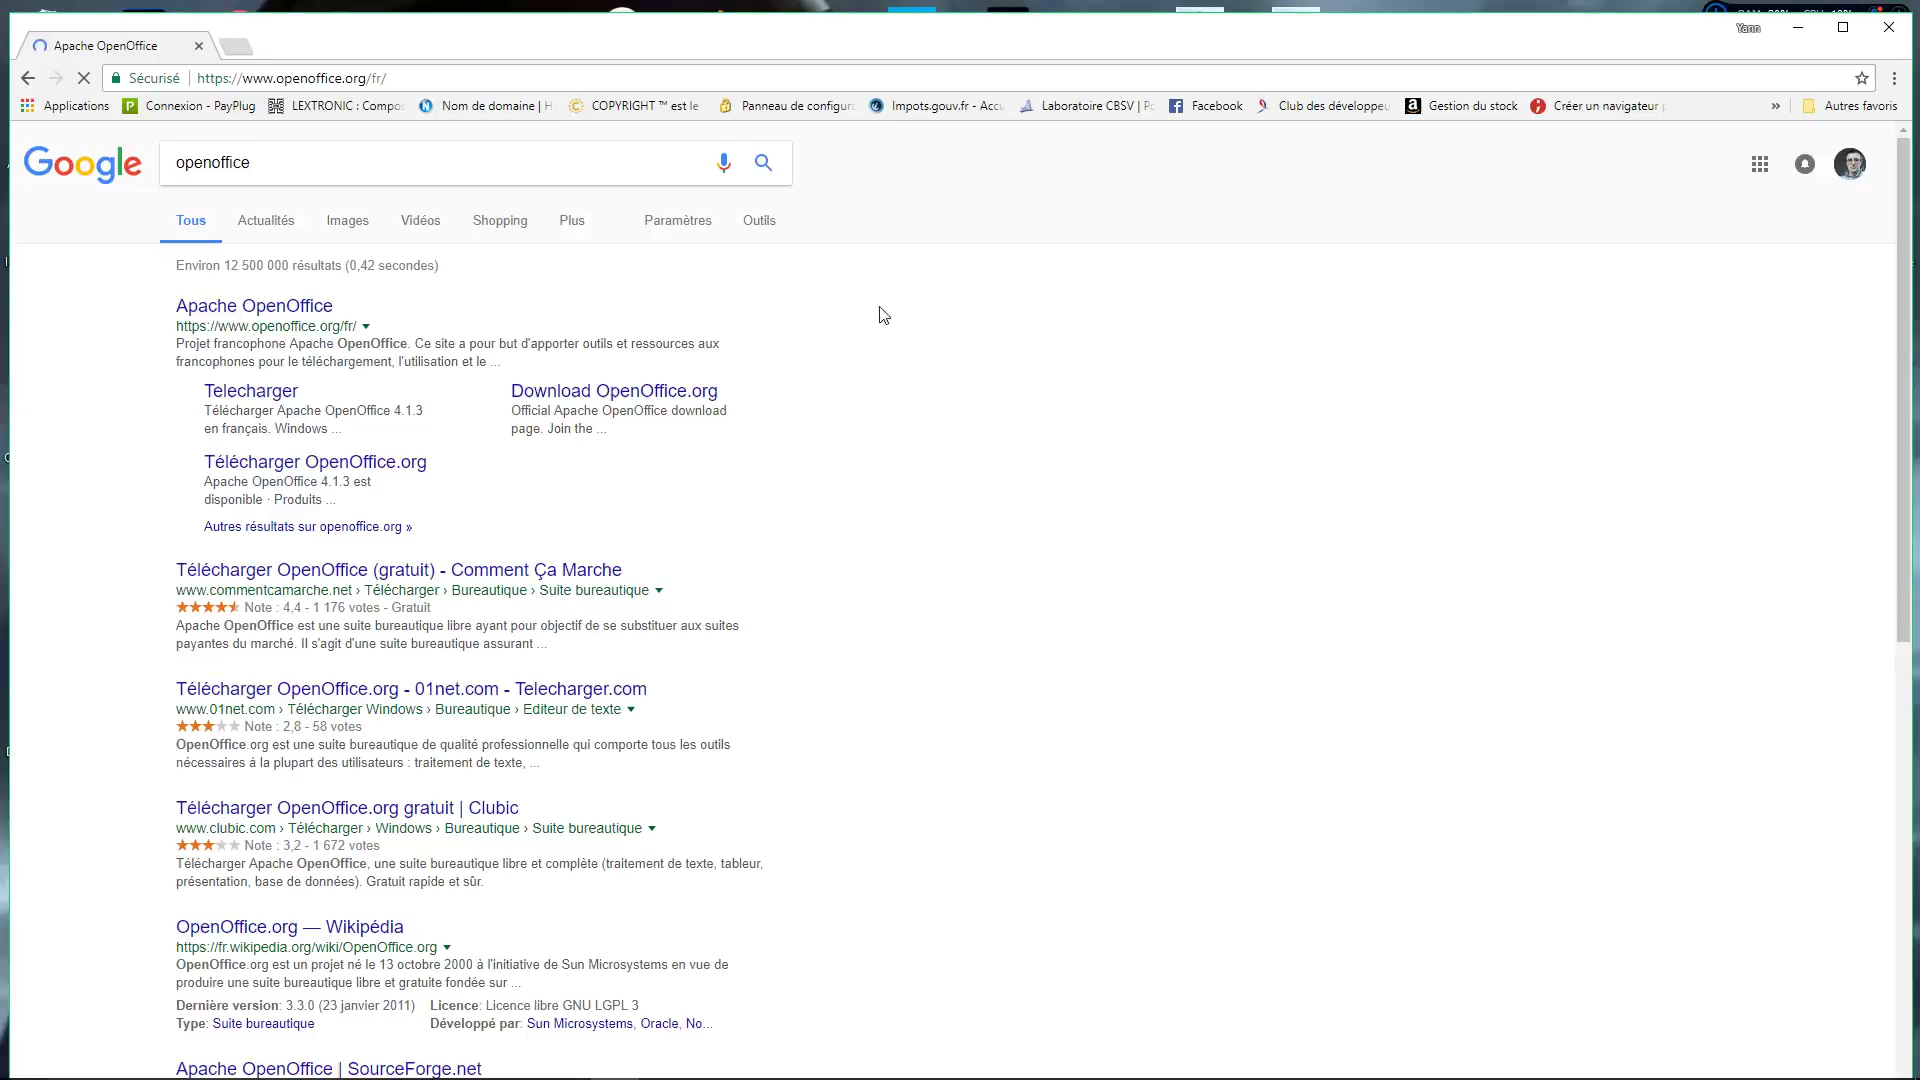 Yann
Apache OpenOffice
Sécurisé https://www.openoffice.org/fr/
Applications Connexion - PayPlug LEXTRONIC : Compos Nom de domaine | H COPYRIGHT ™ est le Panneau de configura Impots.gouv.fr - Accu Laboratoire CBSV | Po Facebook Club des développeu Gestion du stock Créer un navigateur » Autres favoris
Google openoffice
Tous Actualités Images Vidéos Shopping Plus Paramètres Outils
Environ 12 500 000 résultats (0,42 secondes)
Apache OpenOffice
https://www.openoffice.org/fr/
Projet francophone Apache OpenOffice. Ce site a pour but d'apporter outils et ressources aux
francophones pour le téléchargement, l'utilisation et le ...
Telecharger
Télécharger Apache OpenOffice 4.1.3
en français. Windows ...
Download OpenOffice.org
Official Apache OpenOffice download
page. Join the ...
Télécharger OpenOffice.org
Apache OpenOffice 4.1.3 est
disponible · Produits ...
Autres résultats sur openoffice.org »
Télécharger OpenOffice (gratuit) - Comment Ça Marche
www.commentcamarche.net › Télécharger › Bureautique › Suite bureautique
Note : 4,4 - 1 176 votes - Gratuit
Apache OpenOffice est une suite bureautique libre ayant pour objectif de se substituer aux suites
payantes du marché. Il s'agit d'une suite bureautique assurant ...
Télécharger OpenOffice.org - 01net.com - Telecharger.com
www.01net.com › Télécharger Windows › Bureautique › Editeur de texte
Note : 2,8 - 58 votes
OpenOffice.org est une suite bureautique de qualité professionnelle qui comporte tous les outils
nécessaires à la plupart des utilisateurs : traitement de texte, ...
Télécharger OpenOffice.org gratuit | Clubic
www.clubic.com › Télécharger › Windows › Bureautique › Suite bureautique
Note : 3,2 - 1 672 votes
Télécharger Apache OpenOffice, une suite bureautique libre et complète (traitement de texte, tableur,
présentation, base de données). Gratuit rapide et sûr.
OpenOffice.org — Wikipédia
https://fr.wikipedia.org/wiki/OpenOffice.org
OpenOffice.org est un projet né le 13 octobre 2000 à l'initiative de Sun Microsystems en vue de
produire une suite bureautique libre et gratuite fondée sur ...
Dernière version: 3.3.0 (23 janvier 2011) Licence: Licence libre GNU LGPL 3
Type: Suite bureautique Développé par: Sun Microsystems, Oracle, No...
Apache OpenOffice | SourceForge.net